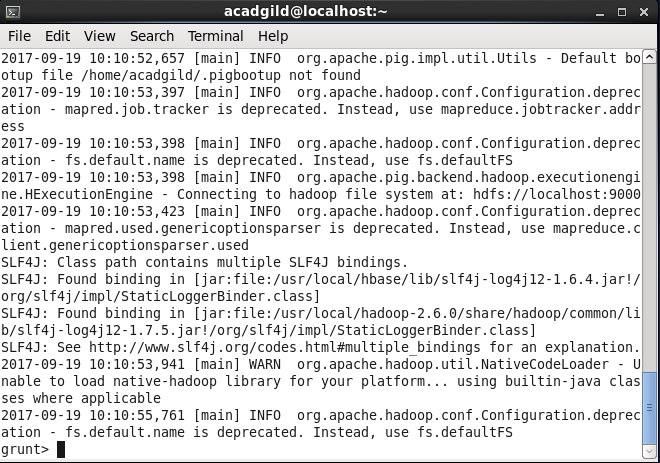 acadgild@localhost:~
File Edit View Search Terminal Help
2017-09-19 10:10:52,657 [main] INFO  org.apache.pig.impl.util.Utils - Default bo
otup file /home/acadgild/.pigbootup not found
2017-09-19 10:10:53,397 [main] INFO  org.apache.hadoop.conf.Configuration.deprec
ation - mapred.job.tracker is deprecated. Instead, use mapreduce.jobtracker.addr
ess
2017-09-19 10:10:53,398 [main] INFO  org.apache.hadoop.conf.Configuration.deprec
ation - fs.default.name is deprecated. Instead, use fs.defaultFS
2017-09-19 10:10:53,398 [main] INFO  org.apache.pig.backend.hadoop.executionengi
ne.HExecutionEngine - Connecting to hadoop file system at: hdfs://localhost:9000
2017-09-19 10:10:53,423 [main] INFO  org.apache.hadoop.conf.Configuration.deprec
ation - mapred.used.genericoptionsparser is deprecated. Instead, use mapreduce.c
lient.genericoptionsparser.used
SLF4J: Class path contains multiple SLF4J bindings.
SLF4J: Found binding in [jar:file:/usr/local/hbase/lib/slf4j-log4j12-1.6.4.jar!/
org/slf4j/impl/StaticLoggerBinder.class]
SLF4J: Found binding in [jar:file:/usr/local/hadoop-2.6.0/share/hadoop/common/li
b/slf4j-log4j12-1.7.5.jar!/org/slf4j/impl/StaticLoggerBinder.class]
SLF4J: See http://www.slf4j.org/codes.html#multiple_bindings for an explanation.
2017-09-19 10:10:53,941 [main] WARN  org.apache.hadoop.util.NativeCodeLoader - U
nable to load native-hadoop library for your platform... using builtin-java clas
ses where applicable
2017-09-19 10:10:55,761 [main] INFO  org.apache.hadoop.conf.Configuration.deprec
ation - fs.default.name is deprecated. Instead, use fs.defaultFS
grunt>